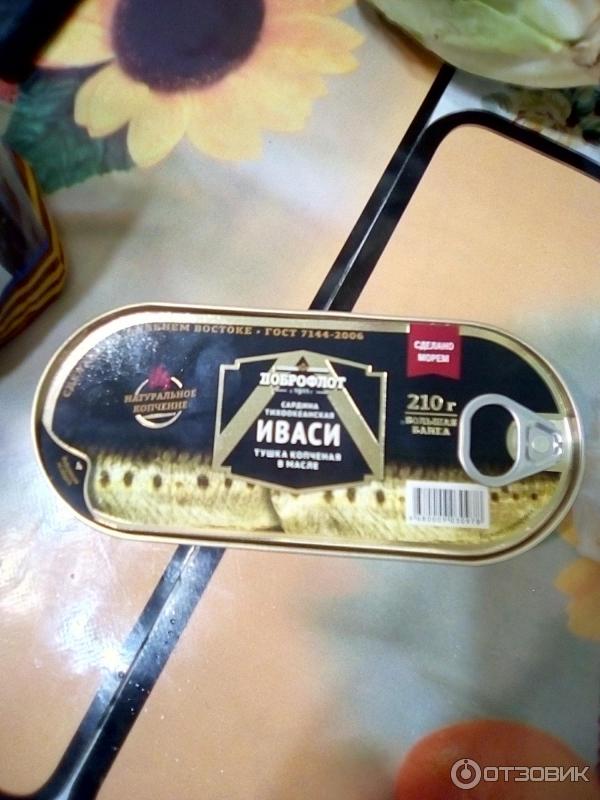 ДАЛЬНЕМ ВОСТОКЕ • ГОСТ 7144-2006
СДЕЛАНО
МОРЕМ
НАТУРАЛЬНОЕ
КОПЧЕНИЕ
ДОБРОФЛОТ
САРДИНА
ТИХООКЕАНСКАЯ
ИВАСИ
ТУШКА КОПЧЕНАЯ
В МАСЛЕ
210 г
БОЛЬШАЯ
БАНКА
ОТЗОВИК